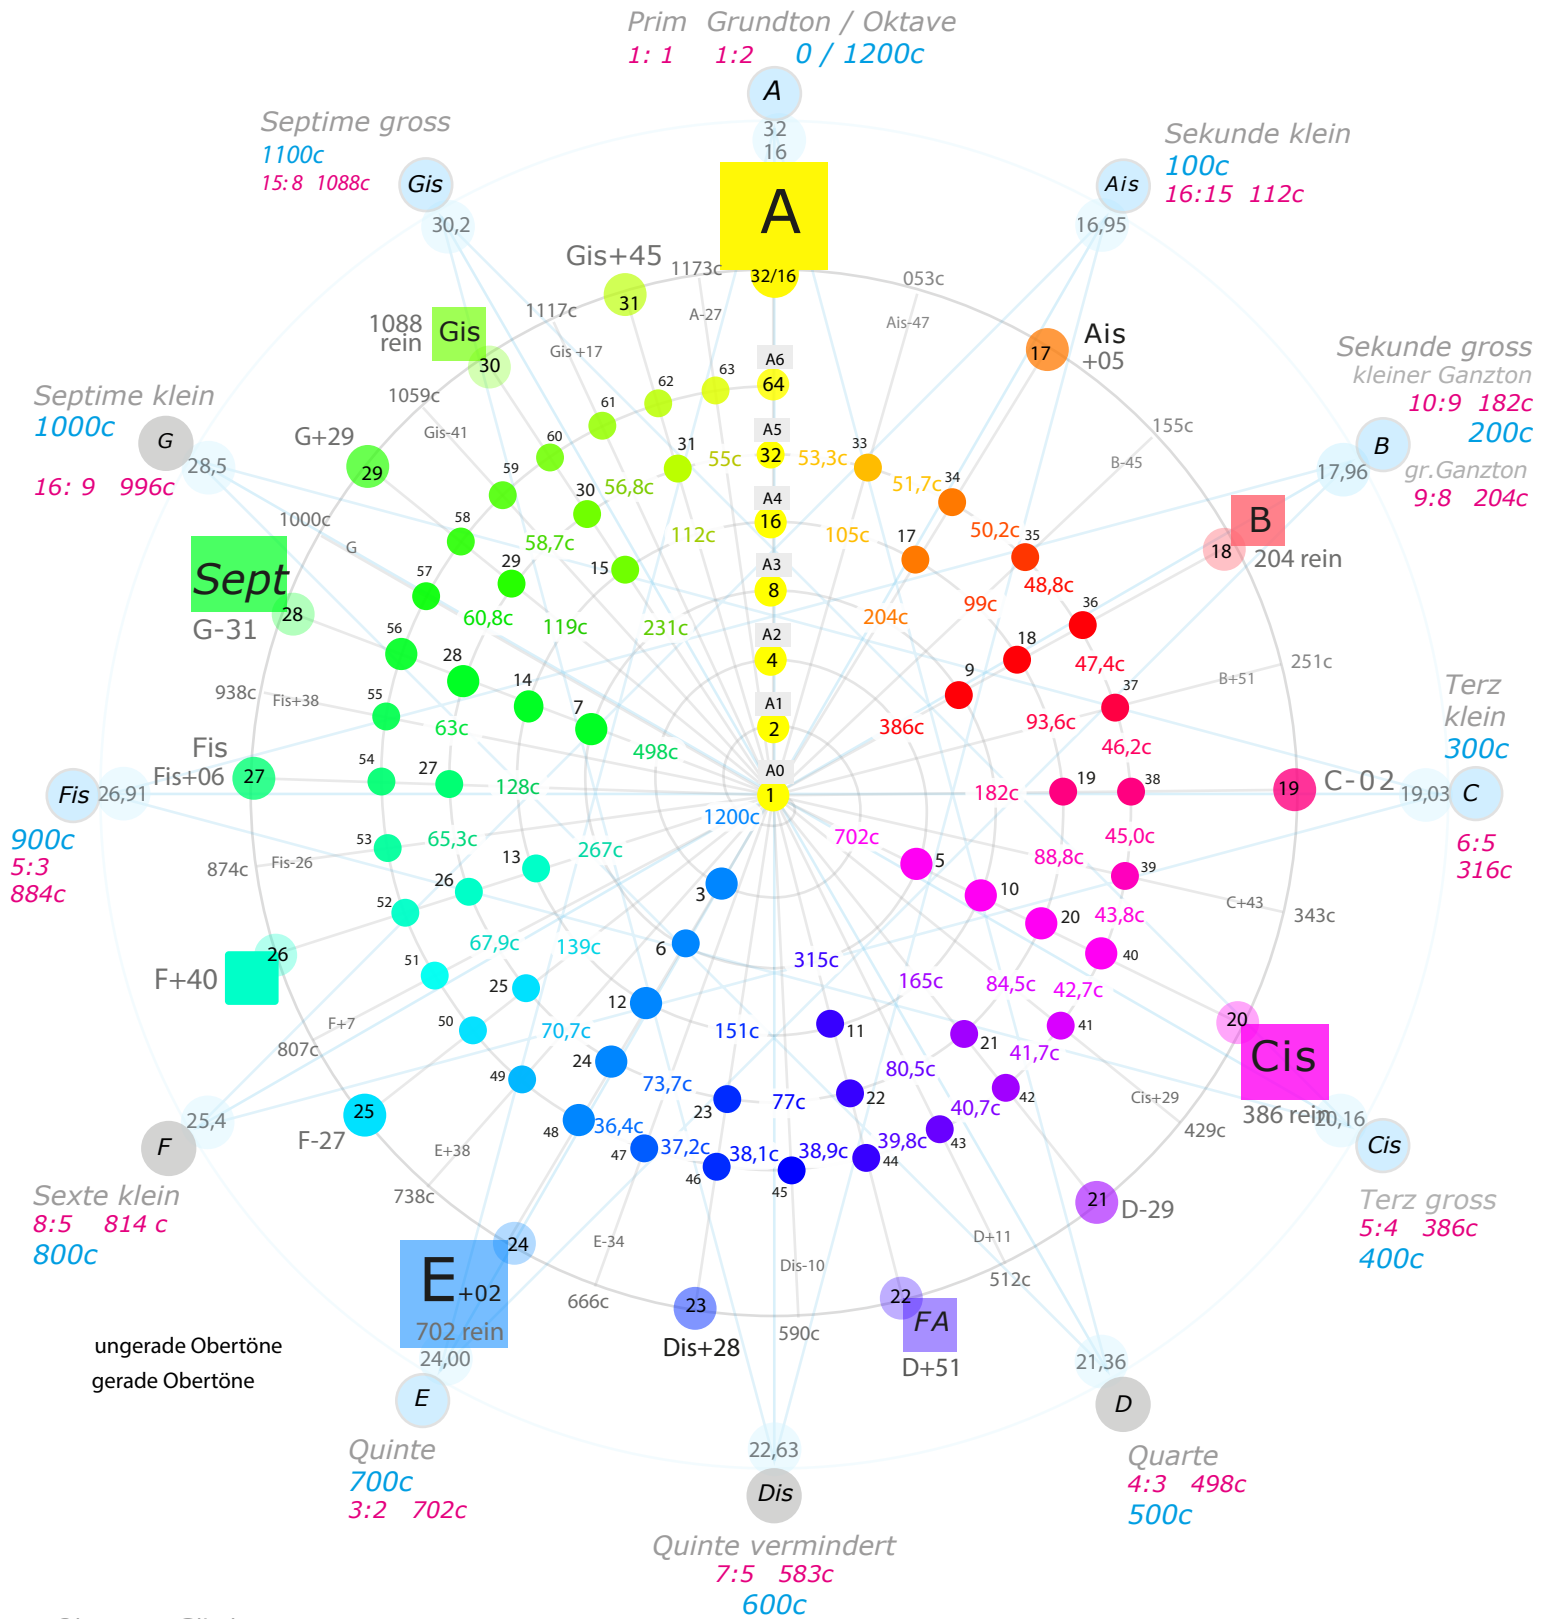 Prim Grundton / Oktave
1: 1 1:2 0 / 1200c
A
32
16
A
32/16
Septime gross
1100c
15:8 1088c
Gis
30,2
Sekunde klein
100c
16:15 112c
Ais
16,95
Gis+45
31
1173c
A-27
053c
Ais-47
1088
rein
Gis
30
1117c
Gis +17
Ais
+05
17
Sekunde gross
kleiner Ganzton
10:9 182c
200c
gr.Ganzton
9:8 204c
B
17,96
Septime klein
1000c
16: 9 996c
G
28,5
1059c
Gis-41
G+29
29
155c
B-45
B
18
204 rein
1000c
G
Sept
28
G-31
A6
64
A5
32
A4
16
A3
8
A2
4
A1
2
A0
1
63
62
61
60
59
58
57
56
55
54
53
52
51
50
49
48
47
46
45
44
43
42
41
40
39
38
37
36
35
34
33
31
30
29
28
27
26
25
24
23
22
21
20
19
18
17
15
14
13
12
11
10
9
7
6
5
3
55c
53,3c
51,7c
50,2c
48,8c
47,4c
46,2c
45,0c
43,8c
42,7c
41,7c
40,7c
39,8c
38,9c
38,1c
37,2c
36,4c
56,8c
58,7c
60,8c
63c
65,3c
67,9c
70,7c
73,7c
77c
80,5c
84,5c
88,8c
93,6c
99c
105c
112c
119c
128c
139c
151c
165c
182c
204c
231c
267c
315c
386c
498c
702c
1200c
938c
Fis+38
251c
B+51
Terz
klein
300c
C
19,03
6:5
316c
C-02
19
Fis
Fis+06
27
Fis
26,91
900c
5:3
884c
874c
Fis-26
C+43
343c
F+40
26
F+7
807c
20
Cis
386 rein
20,16
Cis
Terz gross
5:4 386c
400c
Cis+29
429c
25
F-27
25,4
F
Sexte klein
8:5 814 c
800c
E+38
738c
21
D-29
D+11
512c
24
E+02
702 rein
24,00
E
Quinte
700c
3:2 702c
E-34
666c
23
Dis+28
Dis-10
590c
22
FA
D+51
21,36
D
Quarte
4:3 498c
500c
ungerade Obertöne
gerade Obertöne
22,63
Dis
Quinte vermindert
7:5 583c
600c